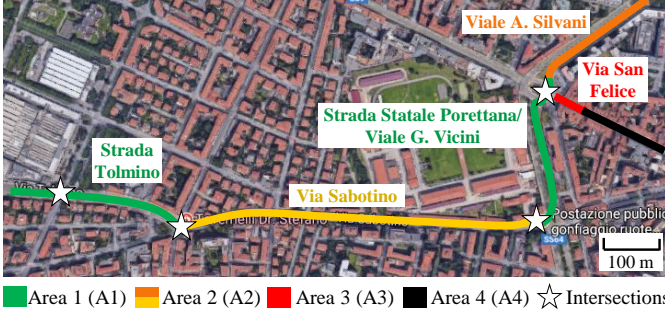 Viale A. Silvani
Via San
Felice
Strada Statale Porettana/
Viale G. Vicini
Strada
Tolmino
Via Sabotino
Postazione pubblic
gonfiaggio ruote
SS64
100 m
Area 1 (A1) Area 2 (A2) Area 3 (A3) Area 4 (A4) Intersections